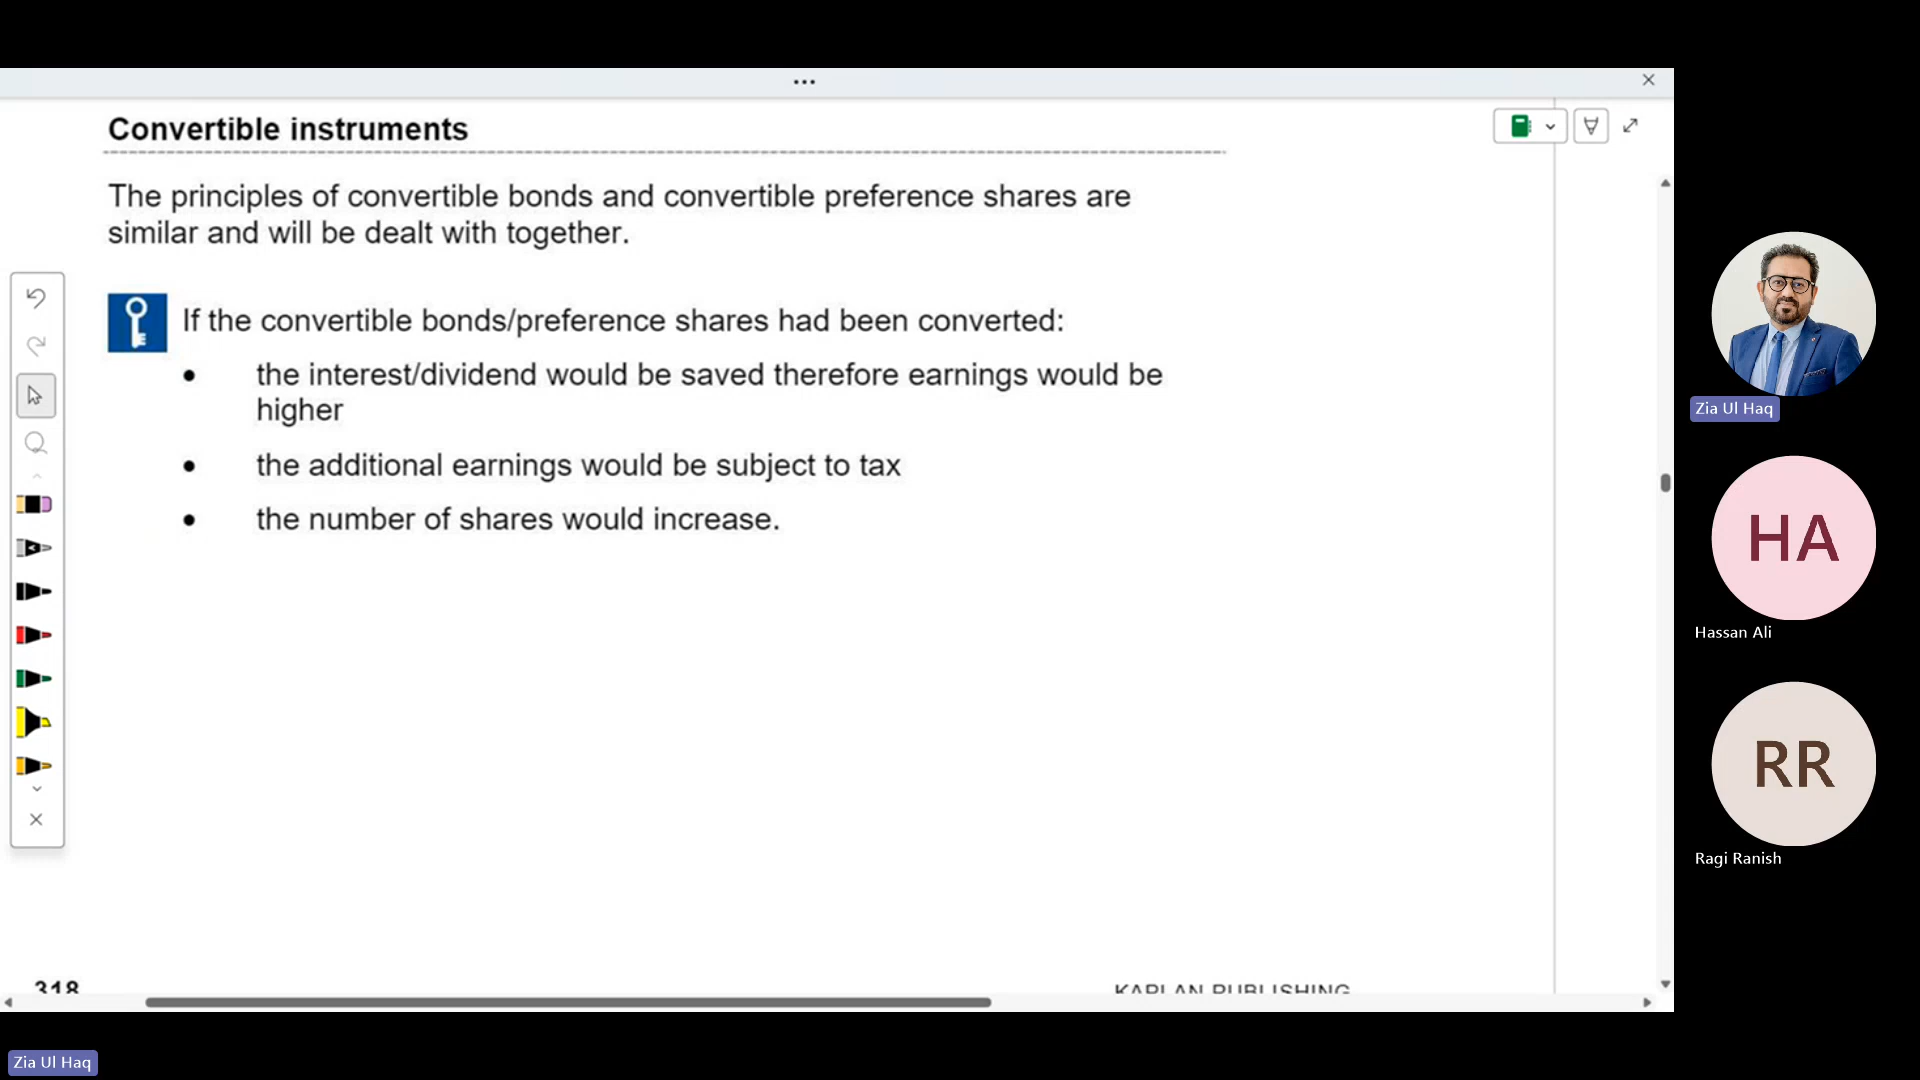 Convertible instruments
The principles of convertible bonds and convertible preference shares are
similar and will be dealt with together.
If the convertible bonds/preference shares had been converted:
• the interest/dividend would be saved therefore earnings would be
higher
• the additional earnings would be subject to tax
• the number of shares would increase.
318
KAPLAN PUBLISHING
Zia Ul Haq
HA
Hassan Ali
RR
Ragi Ranish
Zia Ul Haq